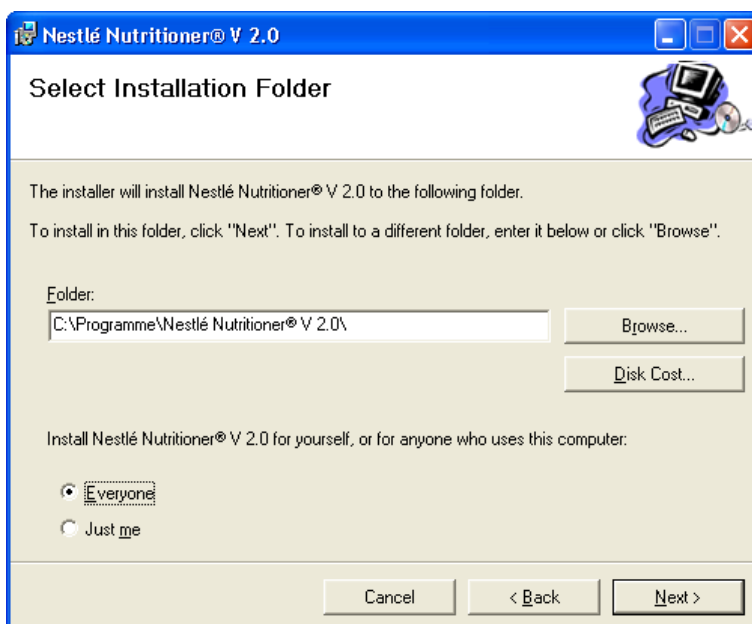 Nestlé Nutritioner® V 2.0
Select Installation Folder
The installer will install Nestlé Nutritioner® V 2.0 to the following folder.
To install in this folder, click "Next". To install to a different folder, enter it below or click "Browse".
Folder:
C:\Programme\Nestlé Nutritioner® V 2.0\
Browse...
Disk Cost...
Install Nestlé Nutritioner® V 2.0 for yourself, or for anyone who uses this computer:
Everyone
Just me
Cancel
< Back
Next >